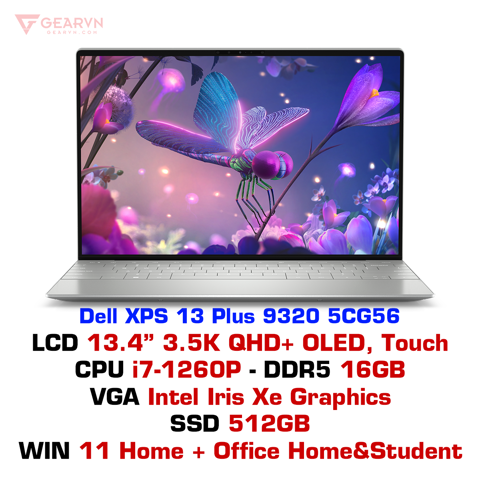 GEARVN
GEARVN.COM
Dell XPS 13 Plus 9320 5CG56
LCD 13.4” 3.5K QHD+ OLED, Touch
CPU i7-1260P - DDR5 16GB
VGA Intel Iris Xe Graphics
SSD 512GB
WIN 11 Home + Office Home&Student